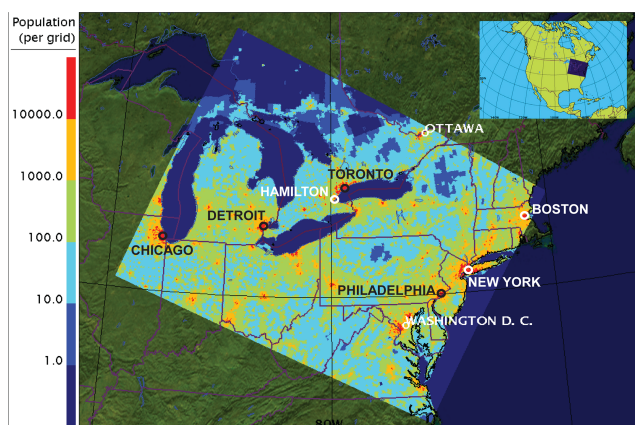 Population
(per grid)
10000.0
1000.0
100.0
10.0
1.0
OTTAWA
TORONTO
HAMILTON
DETROIT
BOSTON
CHICAGO
NEW YORK
PHILADELPHIA
WASHINGTON D. C.
80W